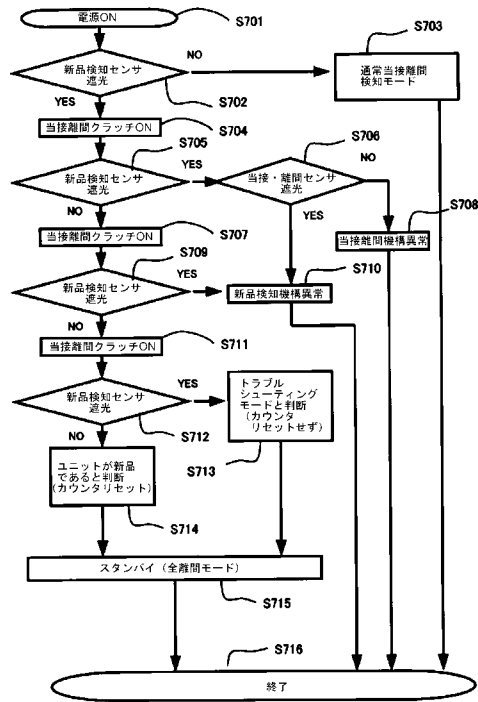 電源ON
S701
新品検知センサ
遮光
S702
NO
YES
S703
通常当接離間
検知モード
当接離間クラッチON
S704
S705
新品検知センサ
遮光
YES
NO
S706
当接・離間センサ
遮光
NO
YES
S707
当接離間クラッチON
S708
当接離間機構異常
S709
新品検知センサ
遮光
YES
NO
S710
新品検知機構異常
S711
当接離間クラッチON
新品検知センサ
遮光
YES
NO
S712
トラブル
シューティング
モードと判断
(カウンタ
リセットせず)
S713
ユニットが新品
であると判断
(カウンタリセット)
S714
スタンバイ (全離間モード)
S715
S716
終了